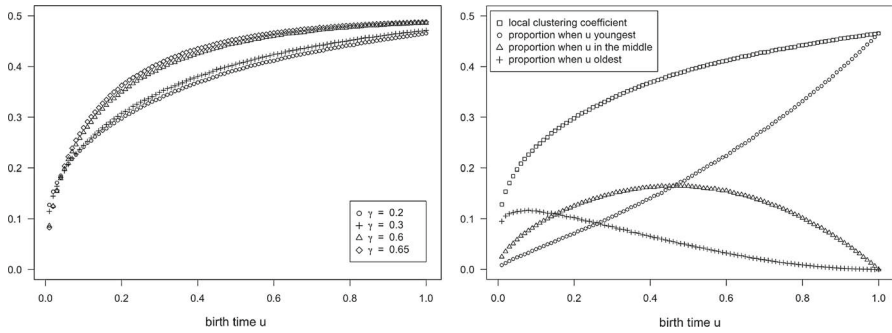 0.5
0.4
0.3
0.2
0.1
0.0
γ = 0.2
γ = 0.3
γ = 0.6
γ = 0.65
0.0 0.2 0.4 0.6 0.8 1.0
birth time u
0.5
0.4
0.3
0.2
0.1
0.0
local clustering coefficient
proportion when u youngest
proportion when u in the middle
proportion when u oldest
0.0 0.2 0.4 0.6 0.8 1.0
birth time u